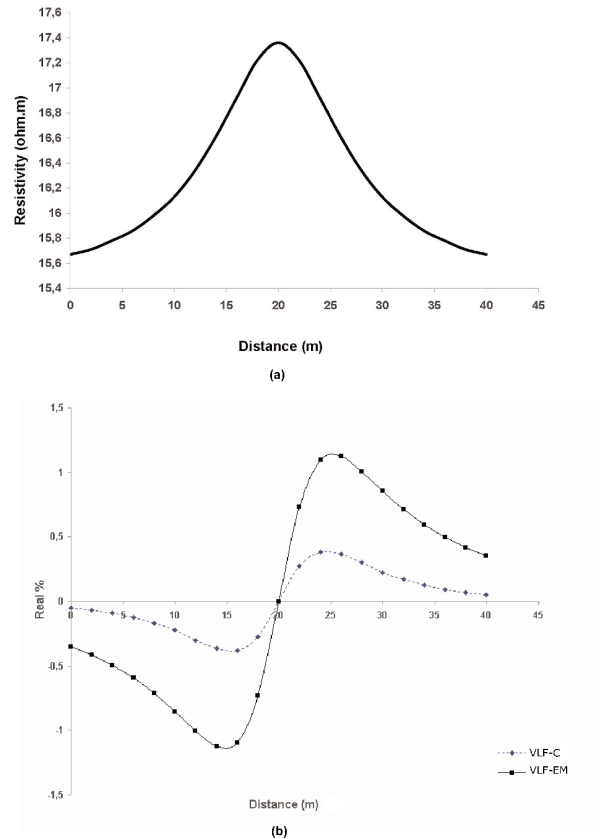 17,6
17,4
17,2
17
16,8
16,6
16,4
16,2
16
15,8
15,6
15,4
Resistivity (ohm.m)
0 5 10 15 20 25 30 35 40 45
Distance (m)
(a)
1,5
1
0,5
0
-0,5
-1
-1,5
Real %
0 5 10 15 20 25 30 35 40 45
VLF-C
VLF-EM
Distance (m)
(b)